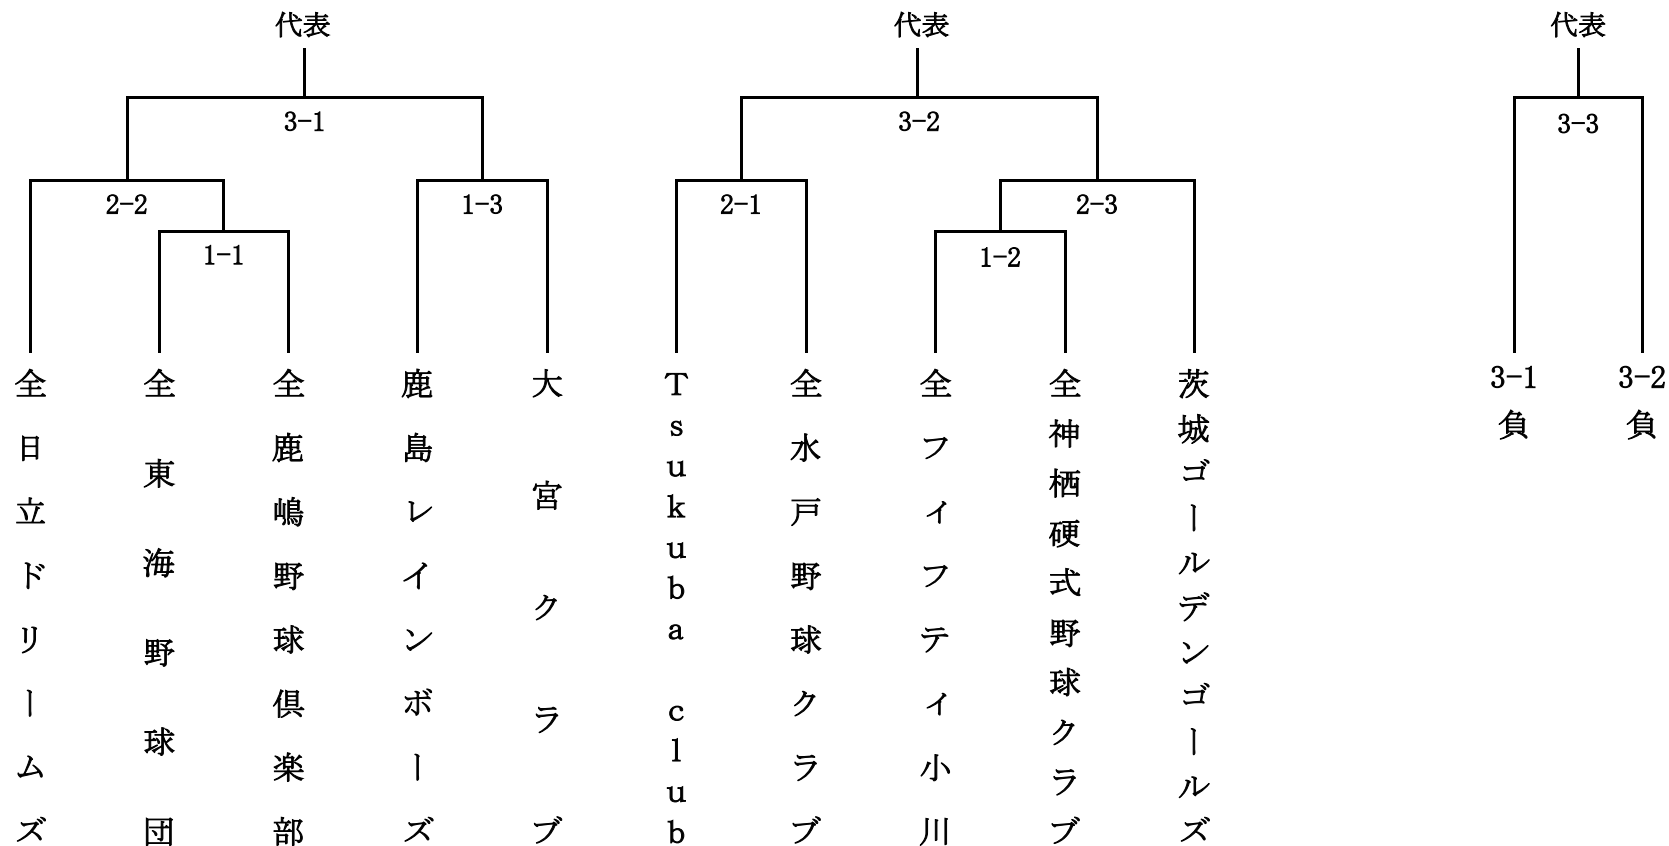 代表
代表
代表
3-1
3-2
3-3
2-2
1-3
2-1
2-3
1-1
1-2
全日立ドリームズ
全東海野球団
全鹿嶋野球倶楽部
鹿島レインボーズ
大宮クラブ
Tsukuba club
全水戸野球クラブ
全フィフティ小川
全神栖硬式野球クラブ
茨城ゴールデンゴールズ
3-1負
3-2負